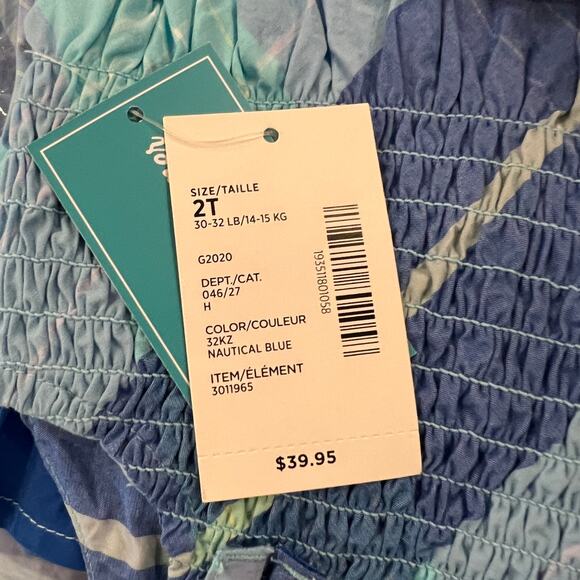 SIZE/TAILLE
2T
30-32 LB/14-15 KG
G2020
DEPT./CAT.
046/27
H
COLOR/COULEUR
32KZ
NAUTICAL BLUE
ITEM/ÉLÉMENT
3011965
193511801058
$39.95